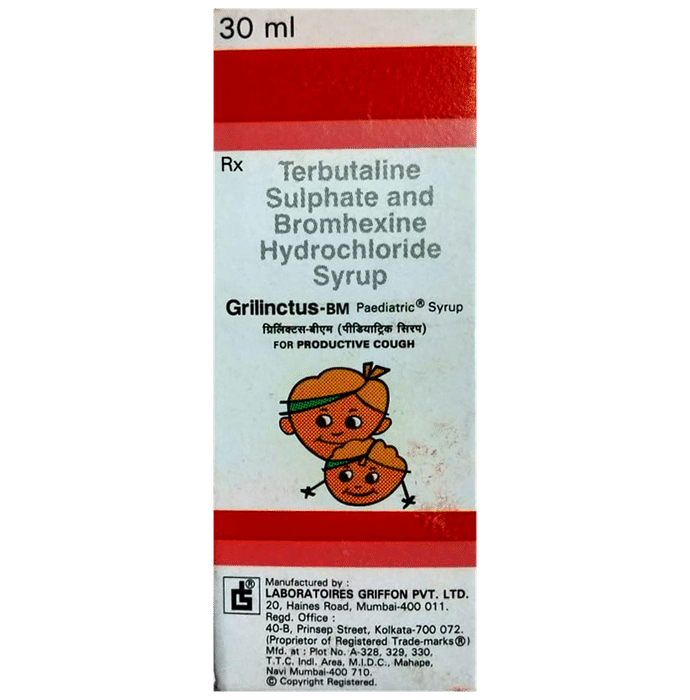 30 ml
Rx
Terbutaline
Sulphate and
Bromhexine
Hydrochloride
Syrup
Grilinctus-BM Paediatric® Syrup
ग्रिलिंक्टस-बीएम (पीडियाट्रिक सिरप)
FOR PRODUCTIVE COUGH
®
Manufactured by :
LABORATOIRES GRIFFON PVT. LTD.
20, Haines Road, Mumbai-400 011.
Regd. Office :
40-B, Prinsep Street, Kolkata-700 072.
(Proprietor of Registered Trade-marks®)
Mfd. at : Plot No. A-328, 329, 330,
T.T.C. Indl. Area, M.I.D.C., Mahape,
Navi Mumbai-400 710.
© Copyright Registered.